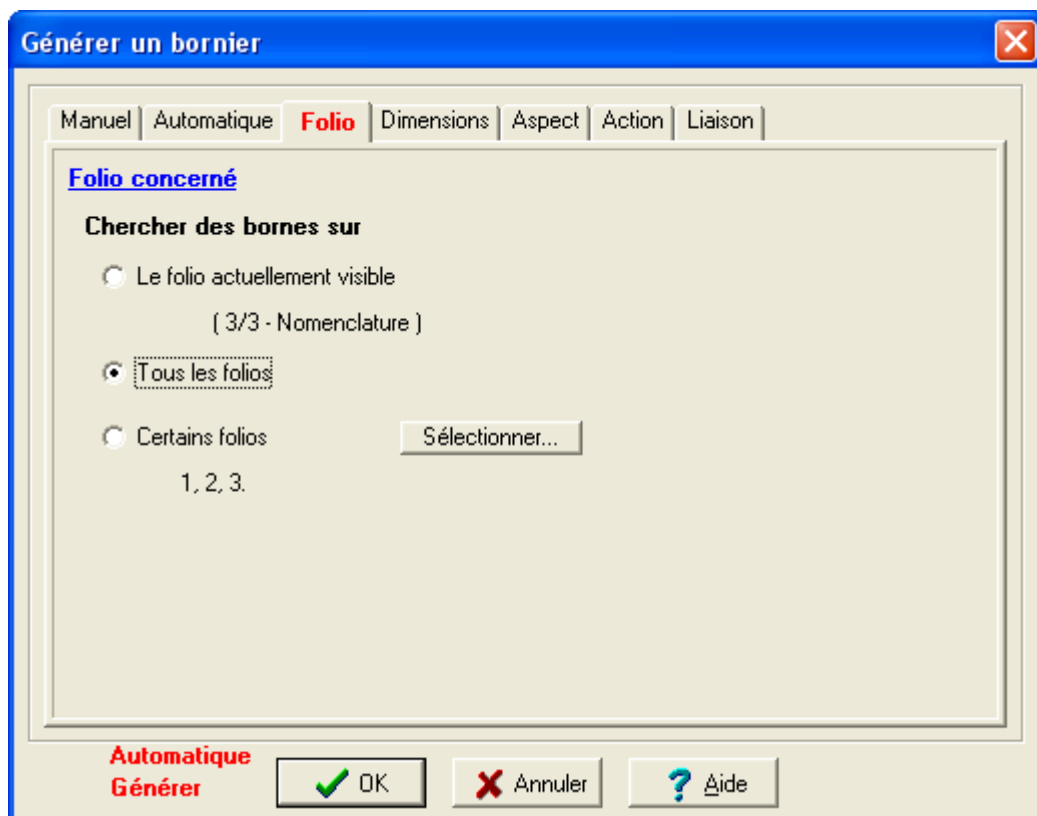 Générer un bornier
Manuel Automatique Folio Dimensions Aspect Action Liaison
Folio concerné
Chercher des bornes sur
Le folio actuellement visible
( 3/3 - Nomenclature )
Tous les folios
Certains folios Sélectionner...
1, 2, 3.
Automatique
Générer
OK Annuler ? Aide